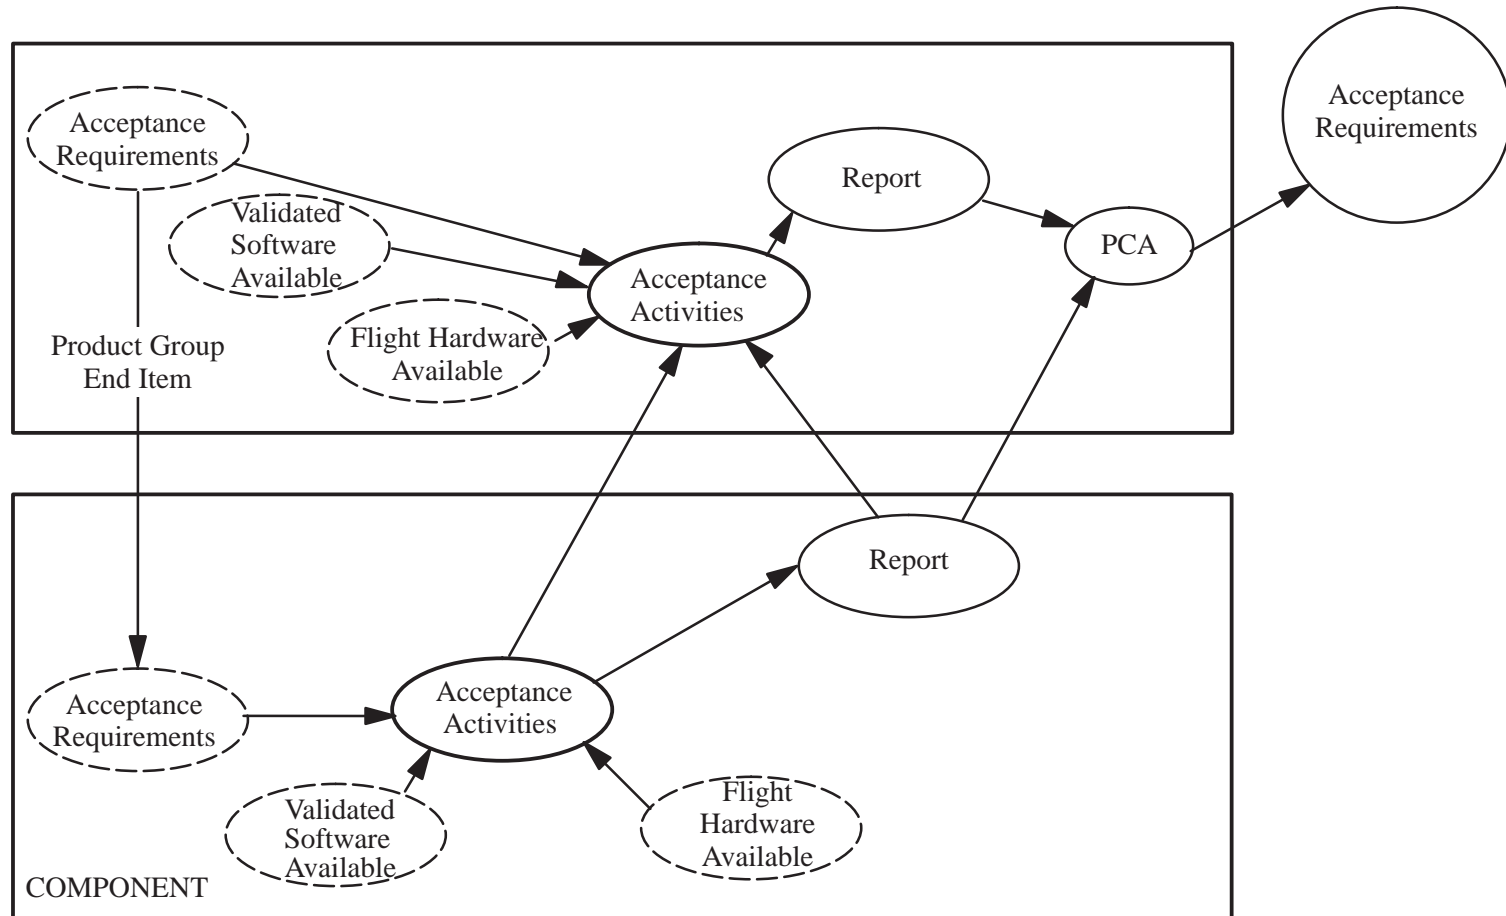 Acceptance
Requirements
Acceptance
Requirements
Validated
Software
Available
Report
PCA
Acceptance
Activities
Flight Hardware
Available
Product Group
End Item
Report
Acceptance
Requirements
Acceptance
Activities
Validated
Software
Available
Flight
Hardware
Available
COMPONENT